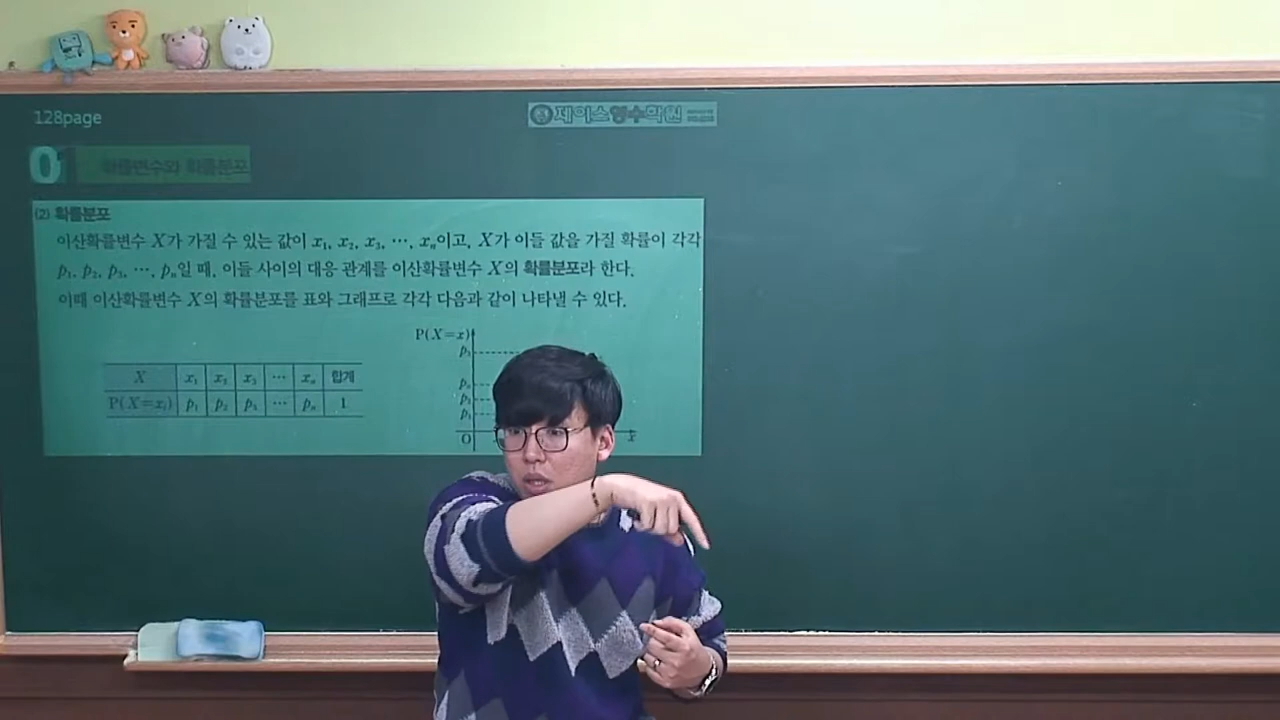 128page
제이스영수학원
01 확률변수와 확률분포
(2) 확률분포
이산확률변수 X가 가질 수 있는 값이 x₁, x₂, x₃, ⋯, xₙ이고, X가 이들 값을 가질 확률이 각각
p₁, p₂, p₃, ⋯, pₙ일 때, 이들 사이의 대응 관계를 이산확률변수 X의 확률분포라 한다.
이때 이산확률변수 X의 확률분포를 표와 그래프로 각각 다음과 같이 나타낼 수 있다.
X x₁ x₂ x₃ ⋯ xₙ 합계
P(X=xᵢ) p₁ p₂ p₃ ⋯ pₙ 1
P(X=x)
p₃
pₙ
p₂
p₁
O x